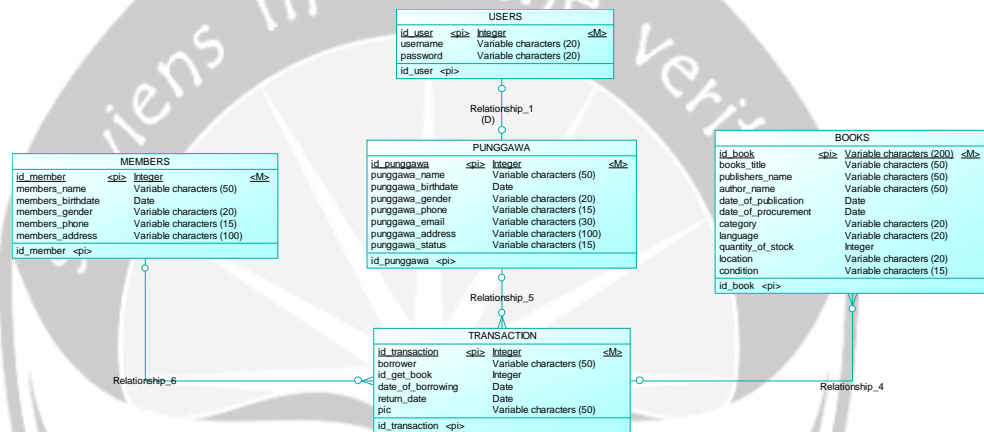 iens in
veri
USERS
id_user <pi> Integer <M>
username Variable characters (20)
password Variable characters (20)
id_user <pi>
Relationship_1
(D)
PUNGGAWA
id_punggawa <pi> Integer <M>
punggawa_name Variable characters (50)
punggawa_birthdate Date
punggawa_gender Variable characters (20)
punggawa_phone Variable characters (15)
punggawa_email Variable characters (30)
punggawa_address Variable characters (100)
punggawa_status Variable characters (15)
id_punggawa <pi>
MEMBERS
id_member <pi> Integer <M>
members_name Variable characters (50)
members_birthdate Date
members_gender Variable characters (20)
members_phone Variable characters (15)
members_address Variable characters (100)
id_member <pi>
BOOKS
id_book <pi> Variable characters (200) <M>
books_title Variable characters (50)
publishers_name Variable characters (50)
author_name Variable characters (50)
date_of_publication Date
date_of_procurement Date
category Variable characters (20)
language Variable characters (20)
quantity_of_stock Integer
location Variable characters (20)
condition Variable characters (15)
id_book <pi>
Relationship_5
TRANSACTION
id_transaction <pi> Integer <M>
borrower Variable characters (50)
id_get_book Integer
date_of_borrowing Date
return_date Date
pic Variable characters (50)
id_transaction <pi>
Relationship_6
Relationship_4